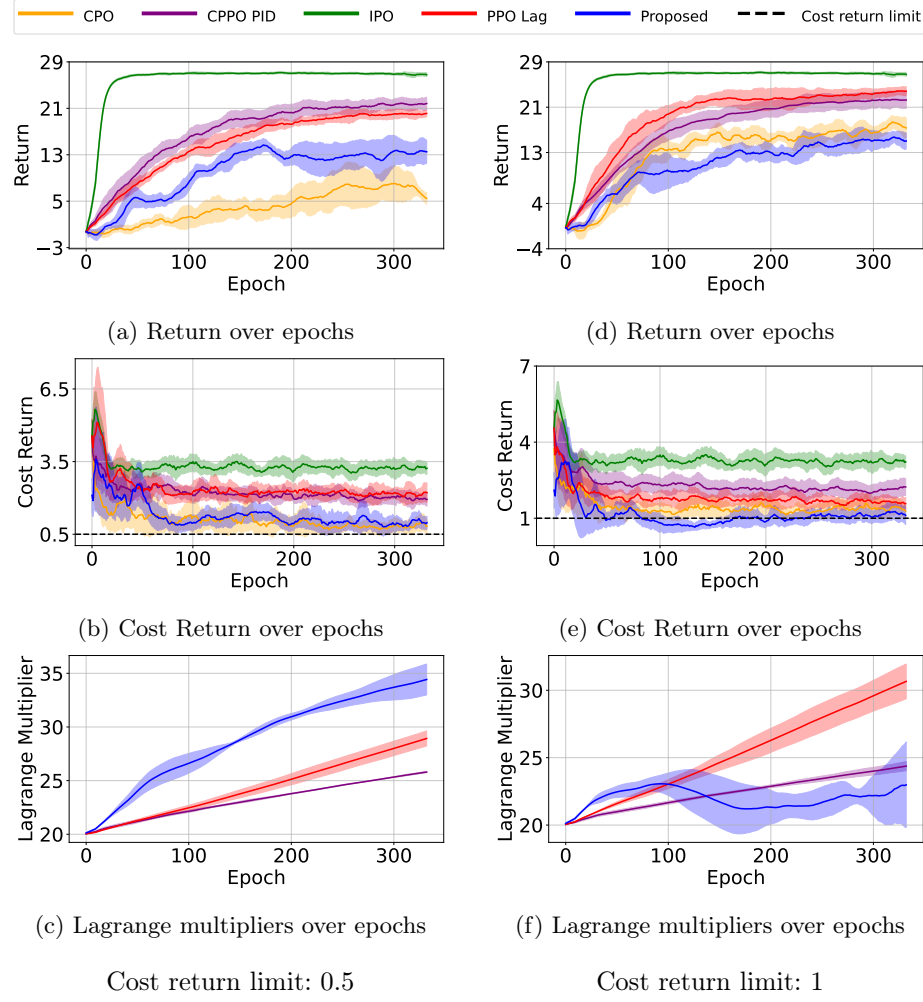 CPO CPPO PID IPO PPO Lag Proposed Cost return limit
29
21
13
5
−3
Return
0 100 200 300
Epoch
(a) Return over epochs
29
21
13
4
−4
Return
0 100 200 300
Epoch
(d) Return over epochs
6.5
3.5
0.5
Cost Return
0 100 200 300
Epoch
(b) Cost Return over epochs
7
4
1
Cost Return
0 100 200 300
Epoch
(e) Cost Return over epochs
35
30
25
20
Lagrange Multiplier
0 100 200 300
Epoch
(c) Lagrange multipliers over epochs
30
25
20
Lagrange Multiplier
0 100 200 300
Epoch
(f) Lagrange multipliers over epochs
Cost return limit: 0.5
Cost return limit: 1